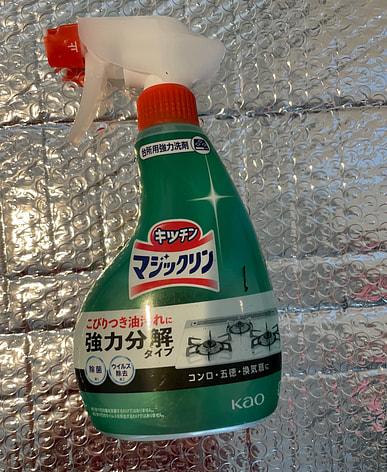 台所用強力洗剤
キッチン
マジックリン
こびりつき油汚れに
強力分解
タイプ
除菌
ウイルス
除去
コンロ・五徳・換気扇に
Kao